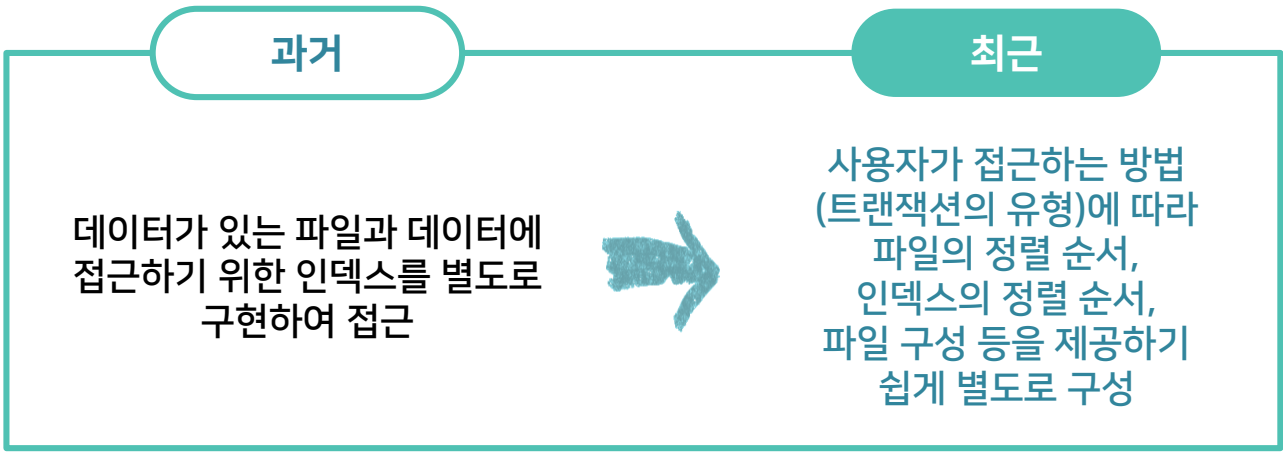 과거
데이터가 있는 파일과 데이터에
접근하기 위한 인덱스를 별도로
구현하여 접근
최근
사용자가 접근하는 방법
(트랜잭션의 유형)에 따라
파일의 정렬 순서,
인덱스의 정렬 순서,
파일 구성 등을 제공하기
쉽게 별도로 구성